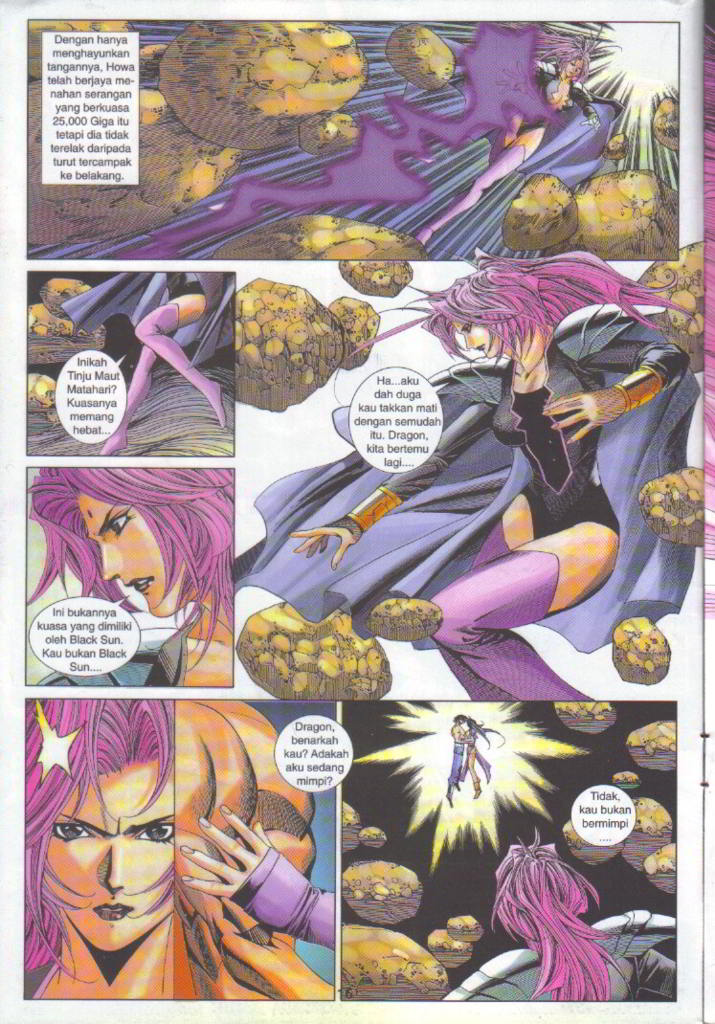 Dengan hanya
menghayunkan
tangannya, Howa
telah berjaya me-
nahan serangan
yang berkuasa
25,000 Giga itu
tetapi dia tidak
terelak daripada
turut tercampak
ke belakang.
Inikah
Tinju Maut
Matahari?
Kuasanya
memang
hebat...
Ha...aku
dah duga
kau takkan mati
dengan semudah
itu. Dragon,
kita bertemu
lagi....
Ini bukannya
kuasa yang dimiliki
oleh Black Sun.
Kau bukan Black
Sun....
Dragon,
benarkah
kau? Adakah
aku sedang
mimpi?
Tidak,
kau bukan
bermimpi
....